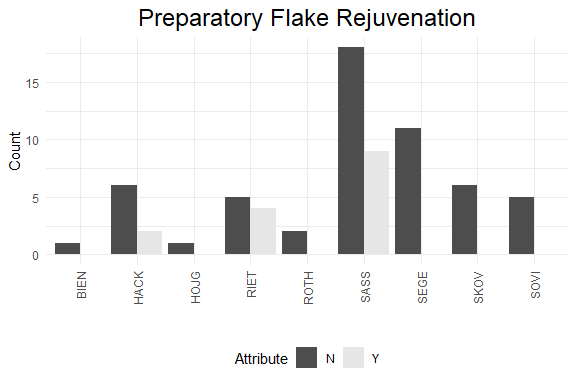 Preparatory Flake Rejuvenation
Count
15
10
5
0
BIEN
HACK
HOJG
RIET
ROTH
SASS
SEGE
SKOV
SOVI
Attribute N Y